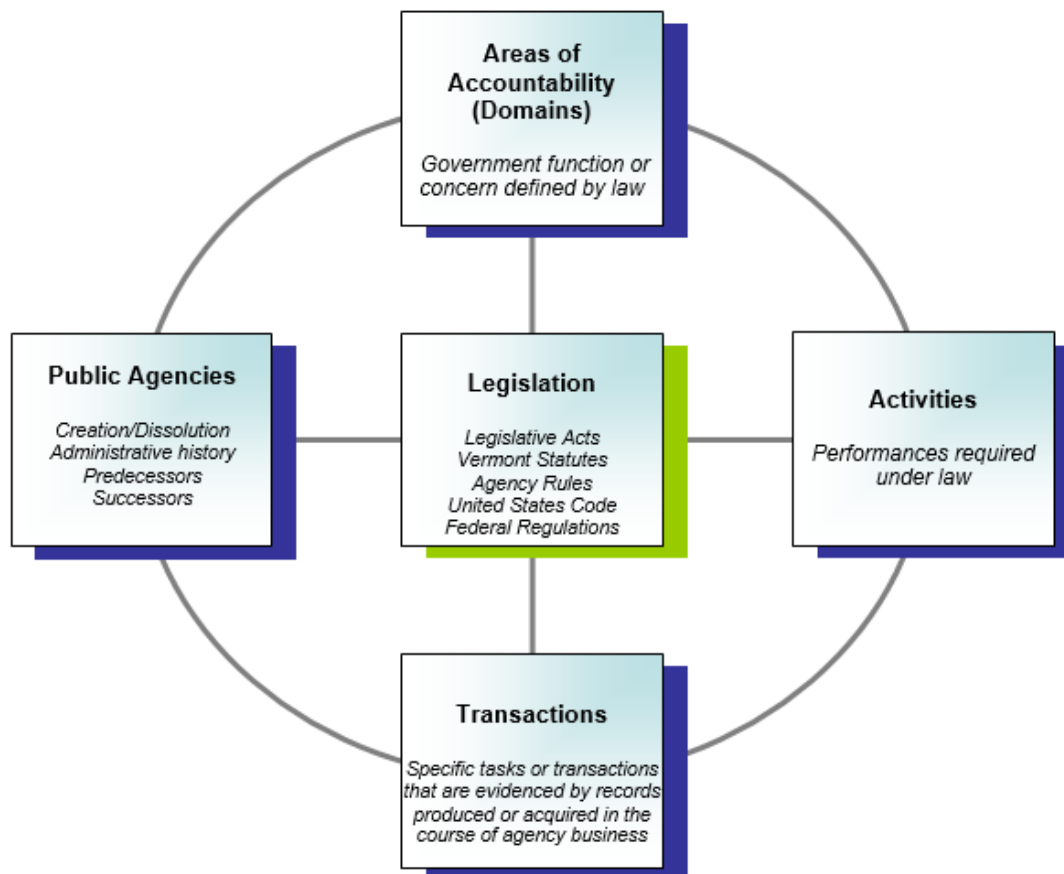 Areas of
Accountability
(Domains)
Government function or
concern defined by law
Public Agencies
Creation/Dissolution
Administrative history
Predecessors
Successors
Legislation
Legislative Acts
Vermont Statutes
Agency Rules
United States Code
Federal Regulations
Activities
Performances required
under law
Transactions
Specific tasks or transactions
that are evidenced by records
produced or acquired in the
course of agency business